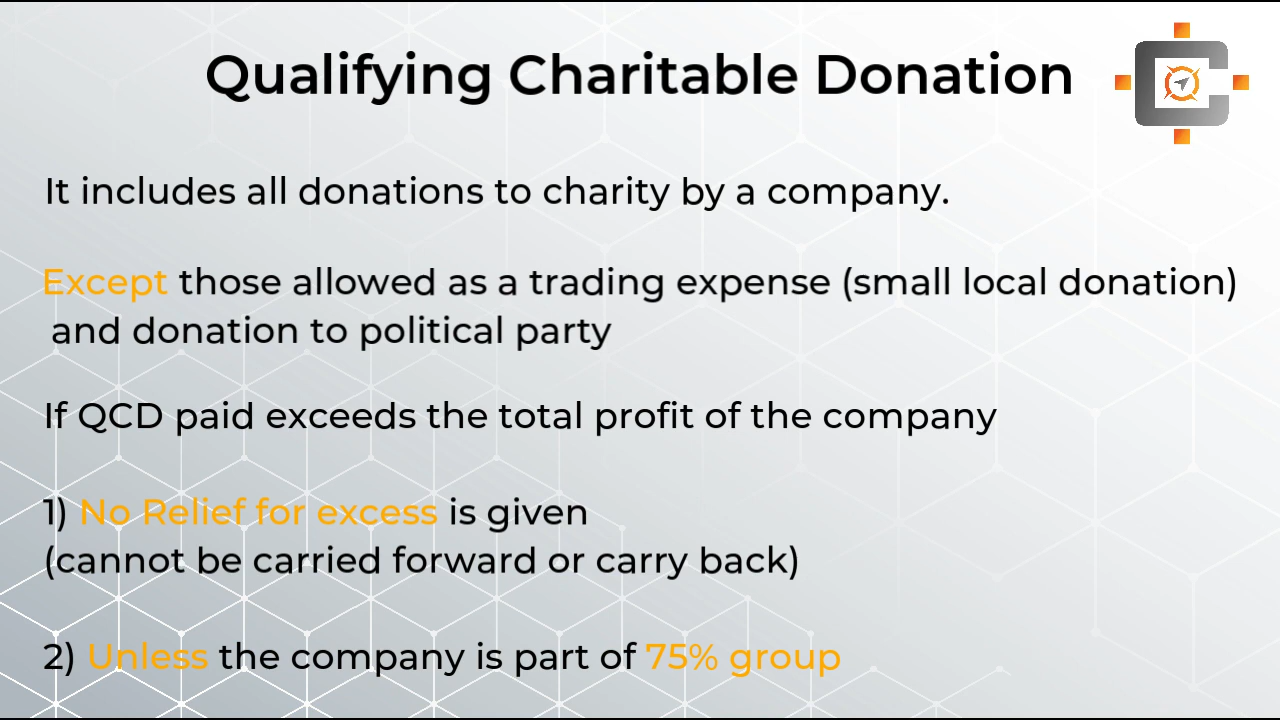 Qualifying Charitable Donation
It includes all donations to charity by a company.
Except those allowed as a trading expense (small local donation)
and donation to political party
If QCD paid exceeds the total profit of the company
1) No Relief for excess is given
(cannot be carried forward or carry back)
2) Unless the company is part of 75% group